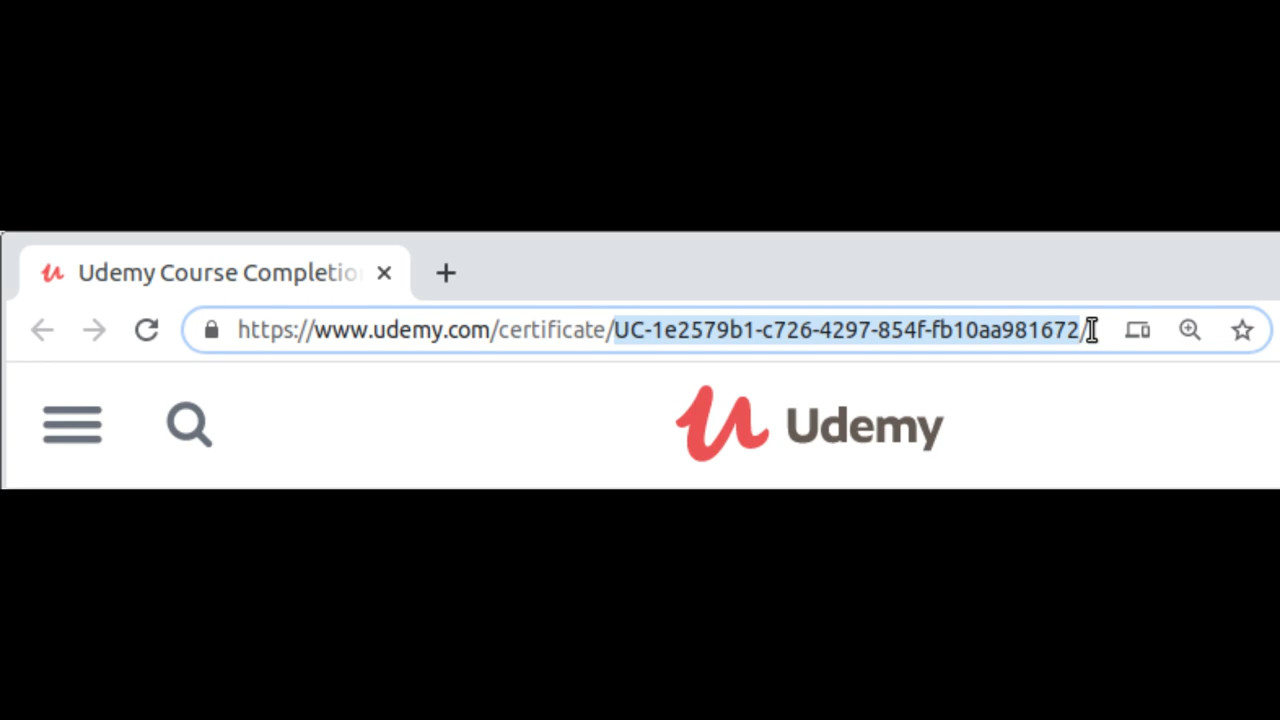 Udemy Course Completio
https://www.udemy.com/certificate/UC-1e2579b1-c726-4297-854f-fb10aa981672/
Udemy